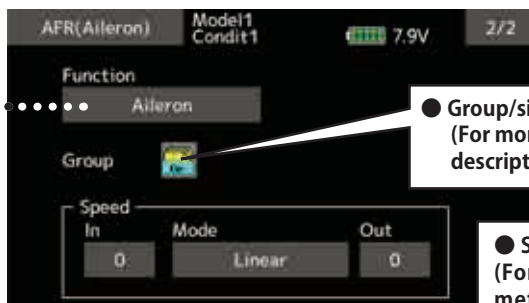 AFR(Aileron) Model1 7.9V 2/2
Condit1
Function
Aileron
● Group/si
(For mor
descript
Group
Speed
In Mode Out
0 Linear 0
● S
(For
met